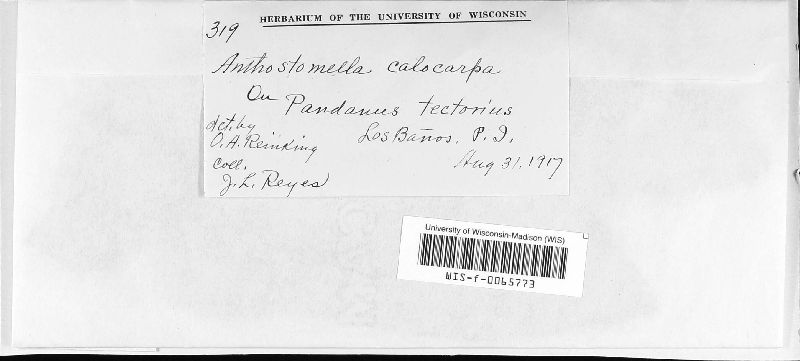 HERBARIUM OF THE UNIVERSITY OF WISCONSIN
319
Anthostomella calocarpa
On Pandanus tectorius
det. by
O. A. Reinking
Los Baños, P. I.
Aug 31, 1917
coll.
J. L. Reyes
University of Wisconsin-Madison (WIS)
WIS-f-0065773